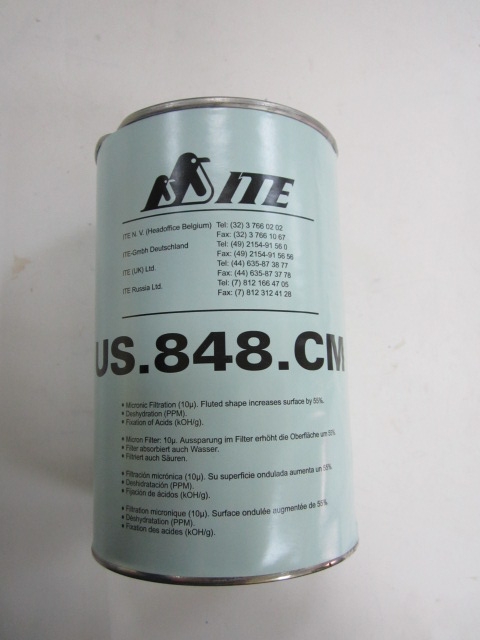 ITE
ITE N. V. (Headoffice Belgium) Tel: (32) 3 766 02 02
Fax: (32) 3 766 10 67
ITE-Gmbh Deutschland Tel: (49) 2154-91 56 8
Fax: (49) 2154-91 56 56
ITE (UK) Ltd. Tel: (44) 635-87 38 77
Fax: (44) 635-87 37 78
ITE Russia Ltd. Tel: (7) 812 166 47 05
Fax: (7) 812 312 41 28
US.848.CM
• Micronic Filtration (10µ). Fluted shape increases surface by 55%.
• Deshydration (PPM).
• Fixation of Acids (kOH/g).
• Micron Filter: 10µ. Aussparung im Filter erhöht die Oberfläche um 55%.
• Filter absorbiert auch Wasser.
• Filtriert auch Säuren.
• Filtración micrónica (10µ). Su superficie ondulada aumenta un 55%.
• Deshidratación (PPM).
• Fijación de ácidos (kOH/g).
• Filtration micronique (10µ). Surface ondulée augmentée de 55%.
• Déshydratation (PPM).
• Fixation des acides (kOH/g).